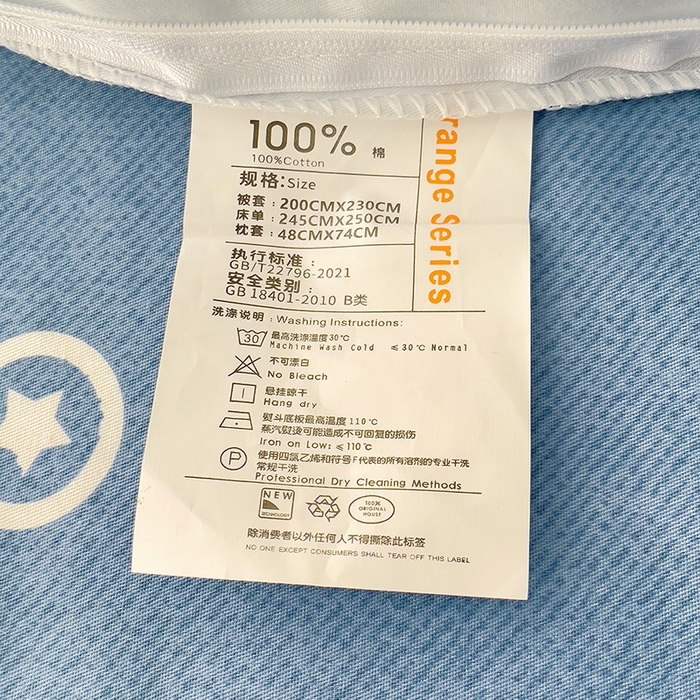 100% 棉
100%Cotton
规格:Size
被套：200CMX230CM
床单：245CMX250CM
枕套：48CMX74CM
执行标准：
GB/T22796-2021
安全类别：
GB 18401-2010 B类
range Series
洗涤说明：Washing Instructions:
30
最高洗涤温度30℃
Machine Wash Cold ≤30℃ Normal
不可漂白
No Bleach
悬挂晾干
Hang dry
熨斗底板最高温度110℃
蒸汽熨烫可能造成不可回复的损伤
Iron on Low: ≤110℃
P
使用四氯乙烯和符号F代表的所有溶剂的专业干洗
常规干洗
Professional Dry Cleaning Methods
NEW
TECHNOLOGY
100%
ORIGINAL
HOUSE
除消费者以外任何人不得撕除此标签
NO ONE EXCEPT CONSUMERS SHALL TEAR OFF THIS LABEL